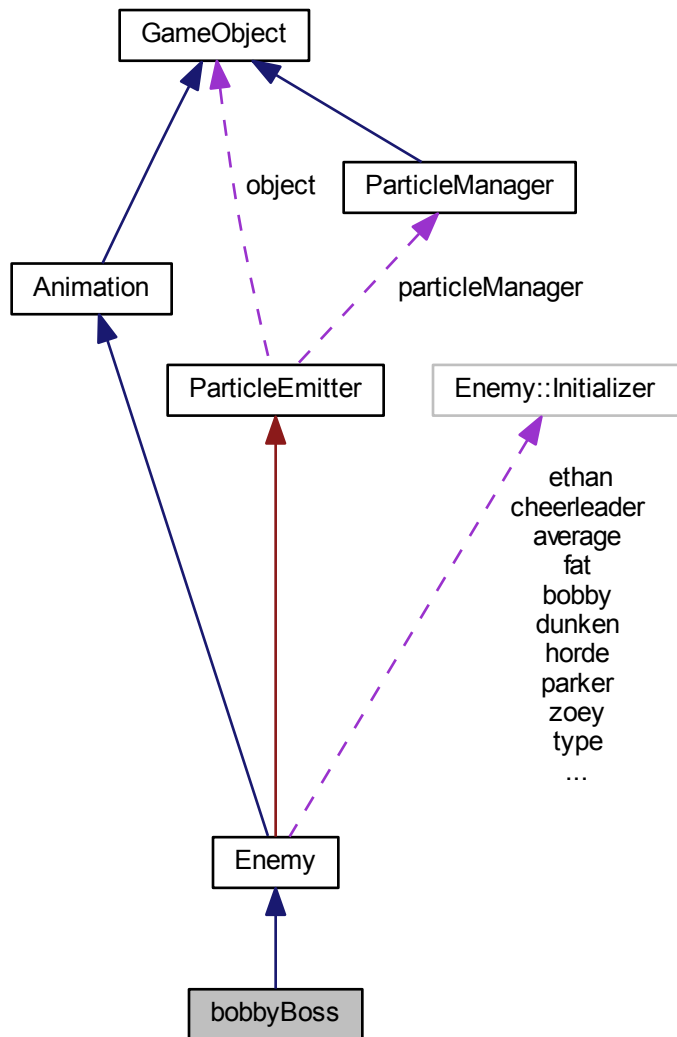 GameObject
object
ParticleManager
Animation
particleManager
ParticleEmitter
Enemy::Initializer
ethan
cheerleader
average
fat
bobby
dunken
horde
parker
zoey
type
...
Enemy
bobbyBoss